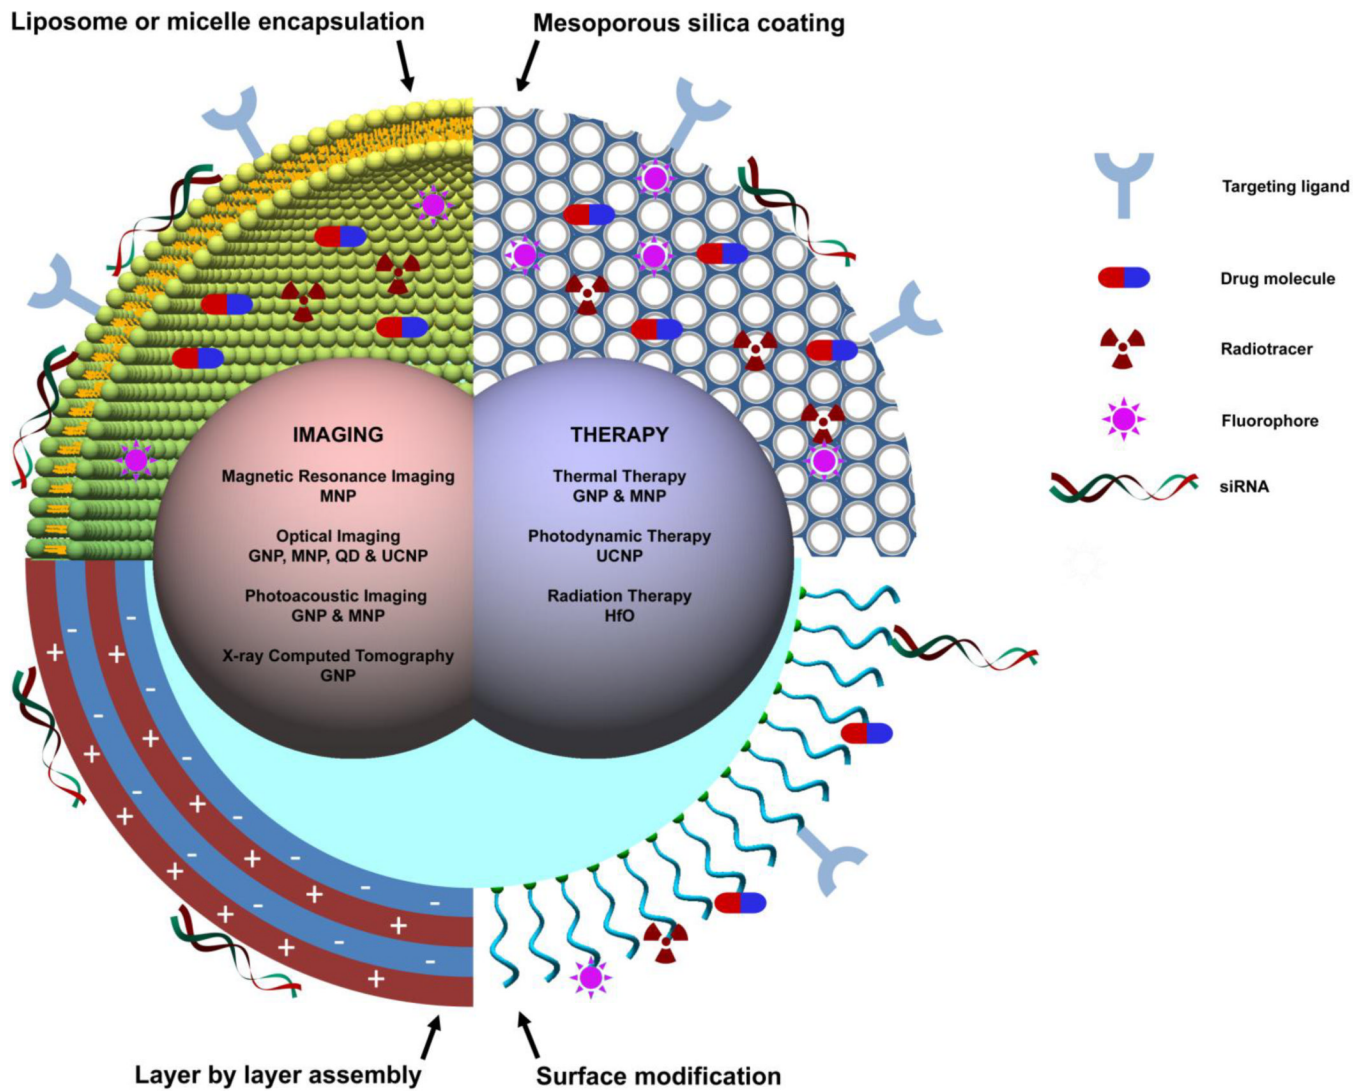 Liposome or micelle encapsulation
Mesoporous silica coating
Targeting ligand
Drug molecule
Radiotracer
Fluorophore
siRNA
IMAGING
Magnetic Resonance Imaging
MNP
Optical Imaging
GNP, MNP, QD & UCNP
Photoacoustic Imaging
GNP & MNP
X-ray Computed Tomography
GNP
THERAPY
Thermal Therapy
GNP & MNP
Photodynamic Therapy
UCNP
Radiation Therapy
HfO
Layer by layer assembly
Surface modification